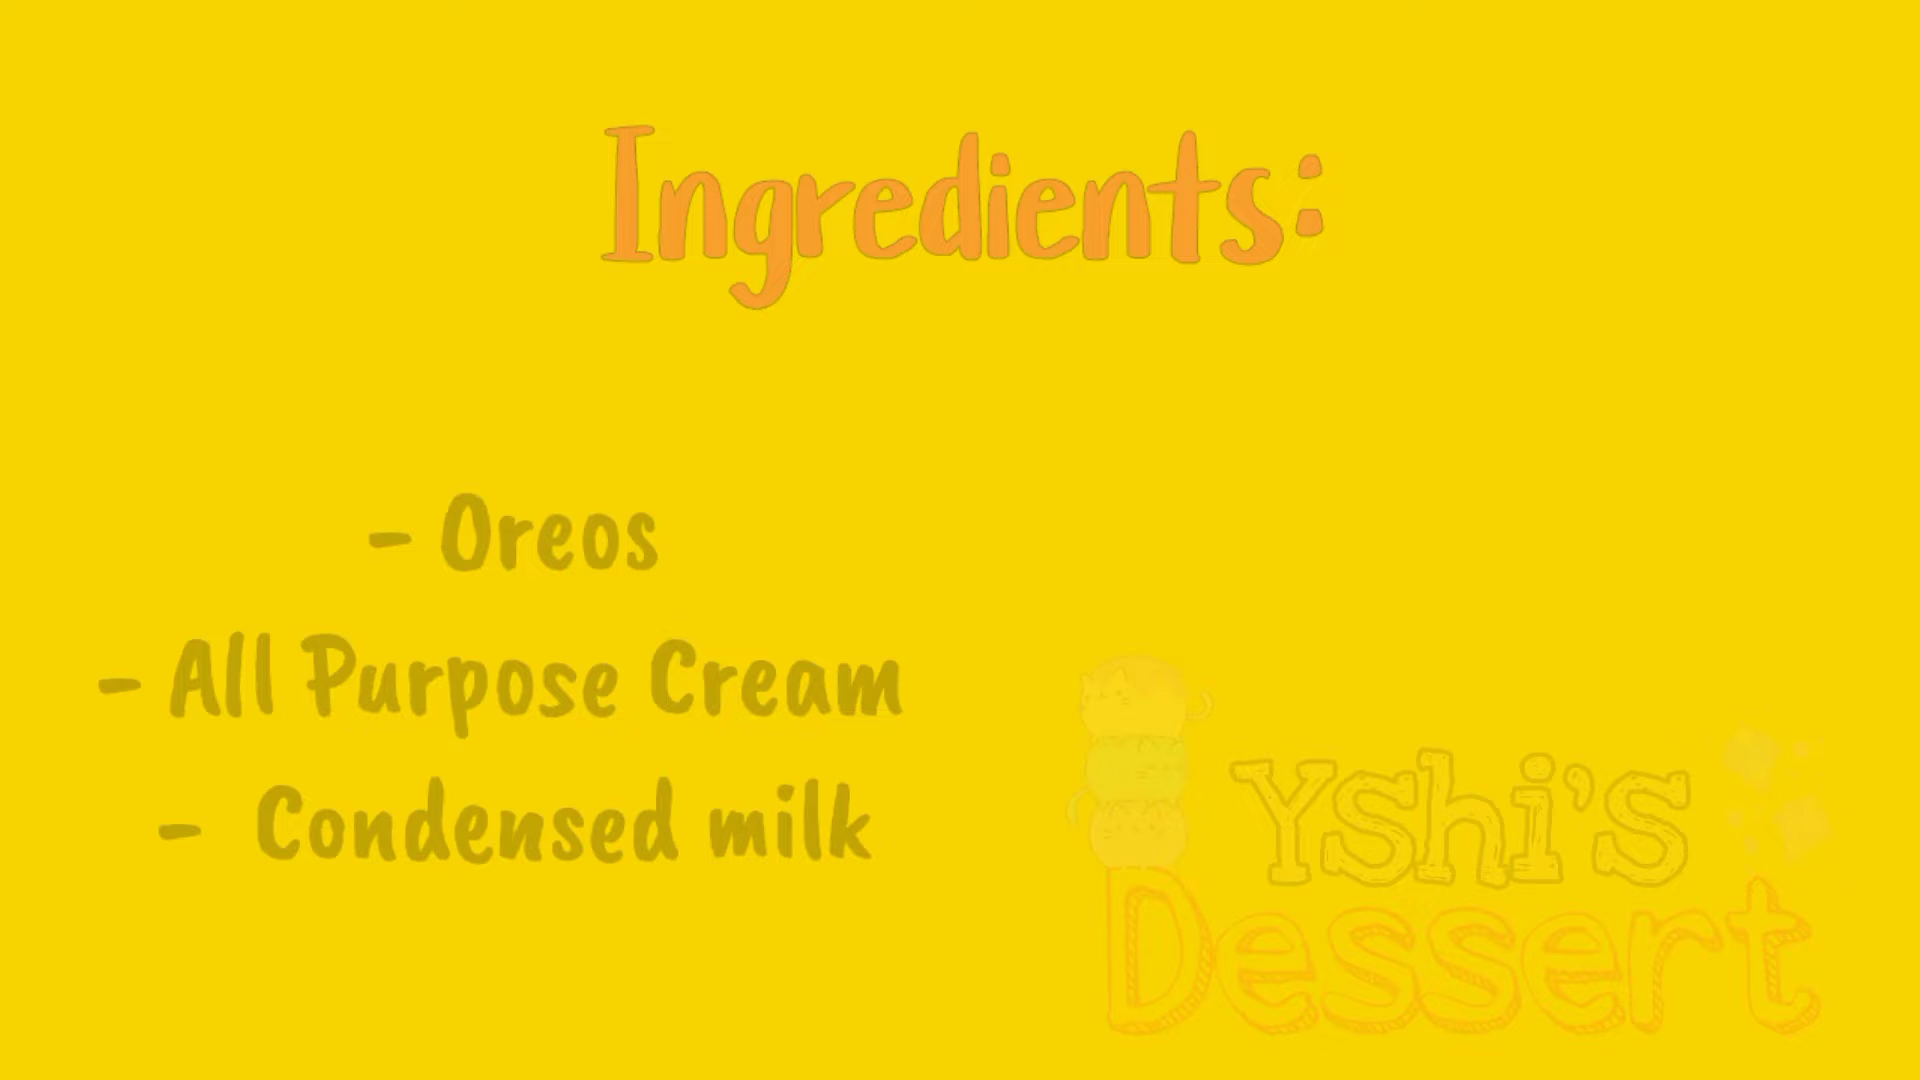 Ingredients:
- Oreos
- All Purpose Cream
- Condensed milk
Yshi's
Dessert